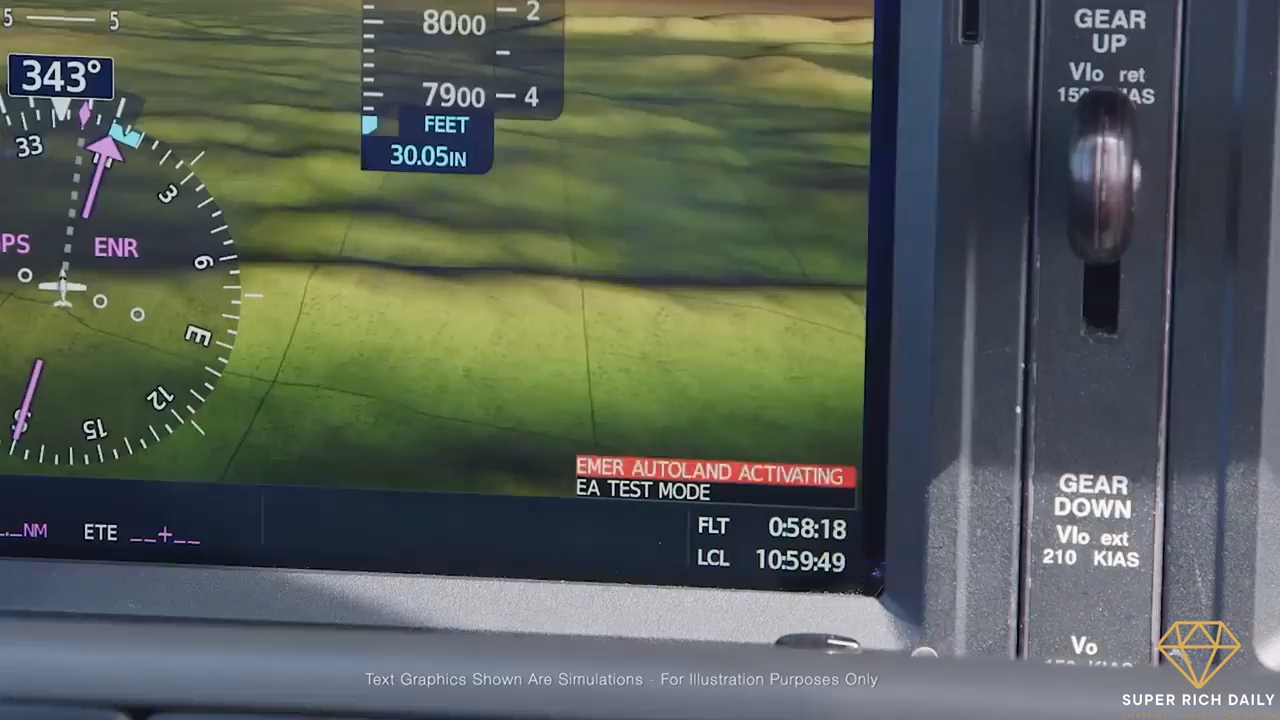 5 5
343°
33
3
6
E
12
15
PS
ENR
8000
7900
2
4
FEET
30.05IN
GEAR
UP
Vlo ret
GEAR
DOWN
Vlo ext
210 KIAS
Vo
EMER AUTOLAND ACTIVATING
EA TEST MODE
NM ETE __+__
FLT 0:58:18
LCL 10:59:49
Text Graphics Shown Are Simulations - For Illustration Purposes Only
SUPER RICH DAILY